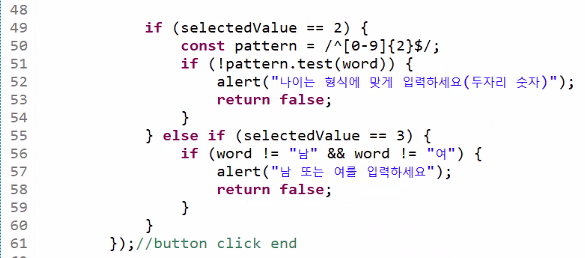 48
49 if (selectedValue == 2) {
50 const pattern = /^[0-9]{2}$/;
51 if (!pattern.test(word)) {
52 alert("나이는 형식에 맞게 입력하세요(두자리 숫자)");
53 return false;
54 }
55 } else if (selectedValue == 3) {
56 if (word != "남" && word != "여") {
57 alert("남 또는 여를 입력하세요");
58 return false;
59 }
60 }
61 });//button click end